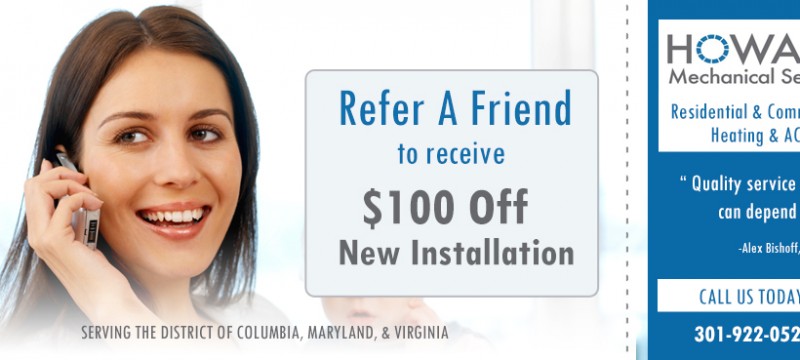 Refer A Friend
to receive
$100 Off
New Installation
SERVING THE DISTRICT OF COLUMBIA, MARYLAND, & VIRGINIA
HOWA
Mechanical Se
Residential & Comm
Heating & AC
“ Quality service
can depend
-Alex Bishoff,
CALL US TODAY
301-922-052